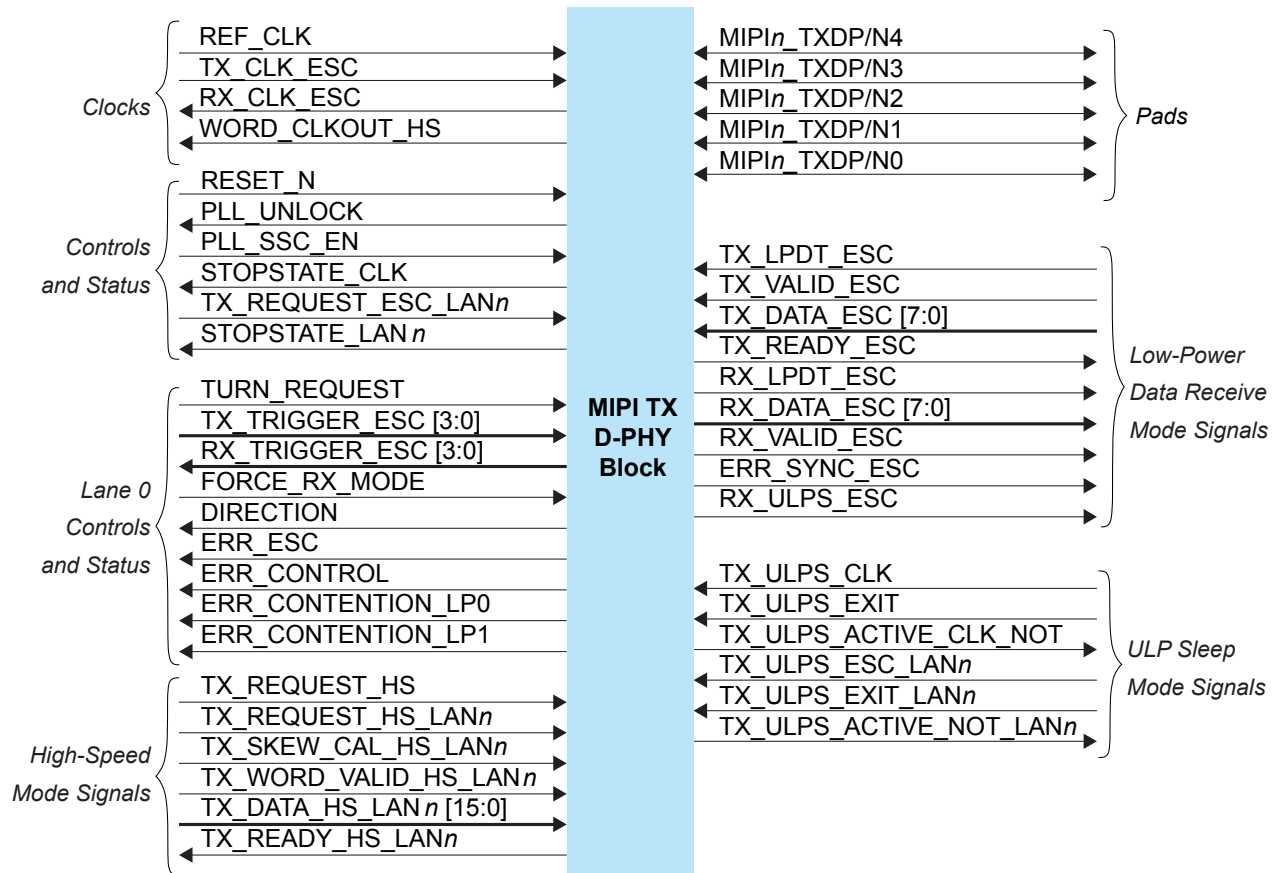 REF_CLK
TX_CLK_ESC
RX_CLK_ESC
WORD_CLKOUT_HS
Clocks
RESET_N
PLL_UNLOCK
PLL_SSC_EN
STOPSTATE_CLK
TX_REQUEST_ESC_LANn
STOPSTATE_LAN n
Controls
and Status
TURN_REQUEST
TX_TRIGGER_ESC [3:0]
RX_TRIGGER_ESC [3:0]
FORCE_RX_MODE
DIRECTION
ERR_ESC
ERR_CONTROL
ERR_CONTENTION_LP0
ERR_CONTENTION_LP1
Lane 0
Controls
and Status
TX_REQUEST_HS
TX_REQUEST_HS_LANn
TX_SKEW_CAL_HS_LANn
TX_WORD_VALID_HS_LANn
TX_DATA_HS_LAN n [15:0]
TX_READY_HS_LANn
High-Speed
Mode Signals
MIPI TX
D-PHY
Block
MIPIn_TXDP/N4
MIPIn_TXDP/N3
MIPIn_TXDP/N2
MIPIn_TXDP/N1
MIPIn_TXDP/N0
Pads
TX_LPDT_ESC
TX_VALID_ESC
TX_DATA_ESC [7:0]
TX_READY_ESC
RX_LPDT_ESC
RX_DATA_ESC [7:0]
RX_VALID_ESC
ERR_SYNC_ESC
RX_ULPS_ESC
Low-Power
Data Receive
Mode Signals
TX_ULPS_CLK
TX_ULPS_EXIT
TX_ULPS_ACTIVE_CLK_NOT
TX_ULPS_ESC_LANn
TX_ULPS_EXIT_LANn
TX_ULPS_ACTIVE_NOT_LANn
ULP Sleep
Mode Signals